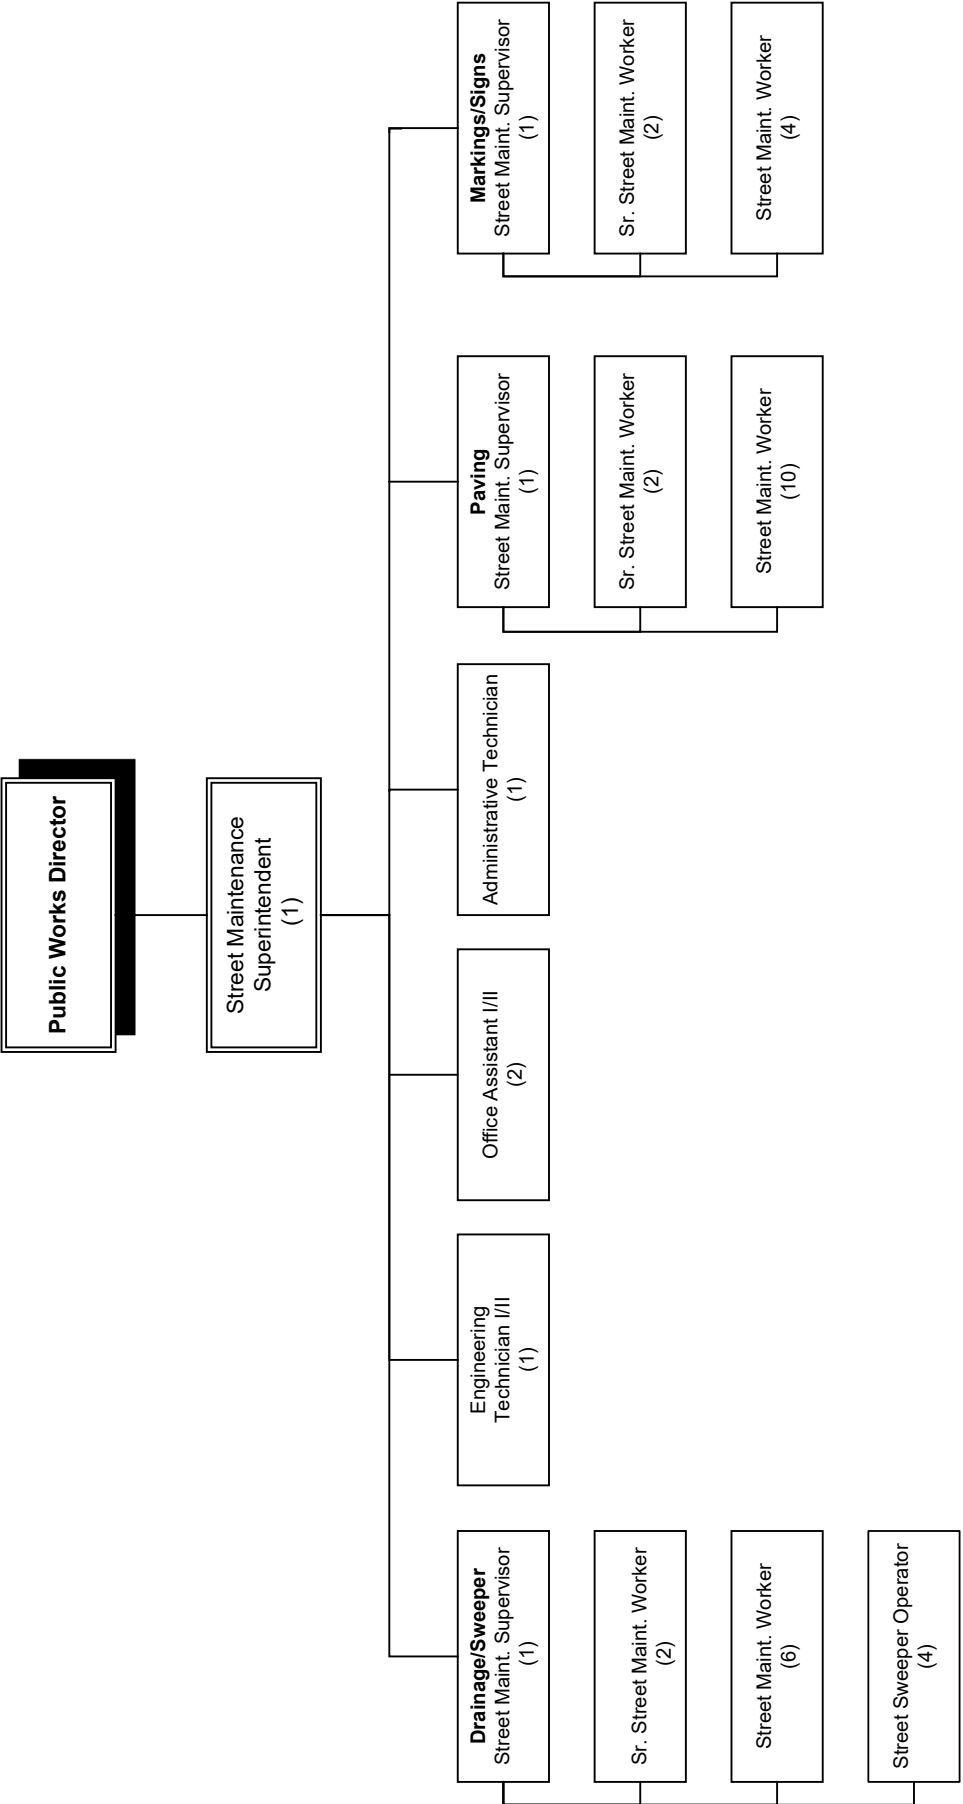 Public Works Director
Street Maintenance
Superintendent
(1)
Drainage/Sweeper
Street Maint. Supervisor
(1)
Sr. Street Maint. Worker
(2)
Street Maint. Worker
(6)
Street Sweeper Operator
(4)
Engineering
Technician I/II
(1)
Office Assistant I/II
(2)
Administrative Technician
(1)
Paving
Street Maint. Supervisor
(1)
Sr. Street Maint. Worker
(2)
Street Maint. Worker
(10)
Markings/Signs
Street Maint. Supervisor
(1)
Sr. Street Maint. Worker
(2)
Street Maint. Worker
(4)